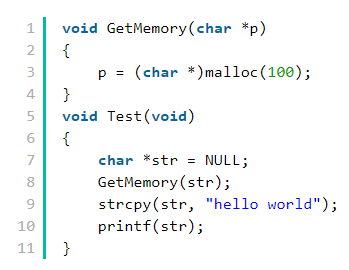 1 void GetMemory(char *p)
2 {
3     p = (char *)malloc(100);
4 }
5 void Test(void)
6 {
7     char *str = NULL;
8     GetMemory(str);
9     strcpy(str, "hello world");
10     printf(str);
11 }